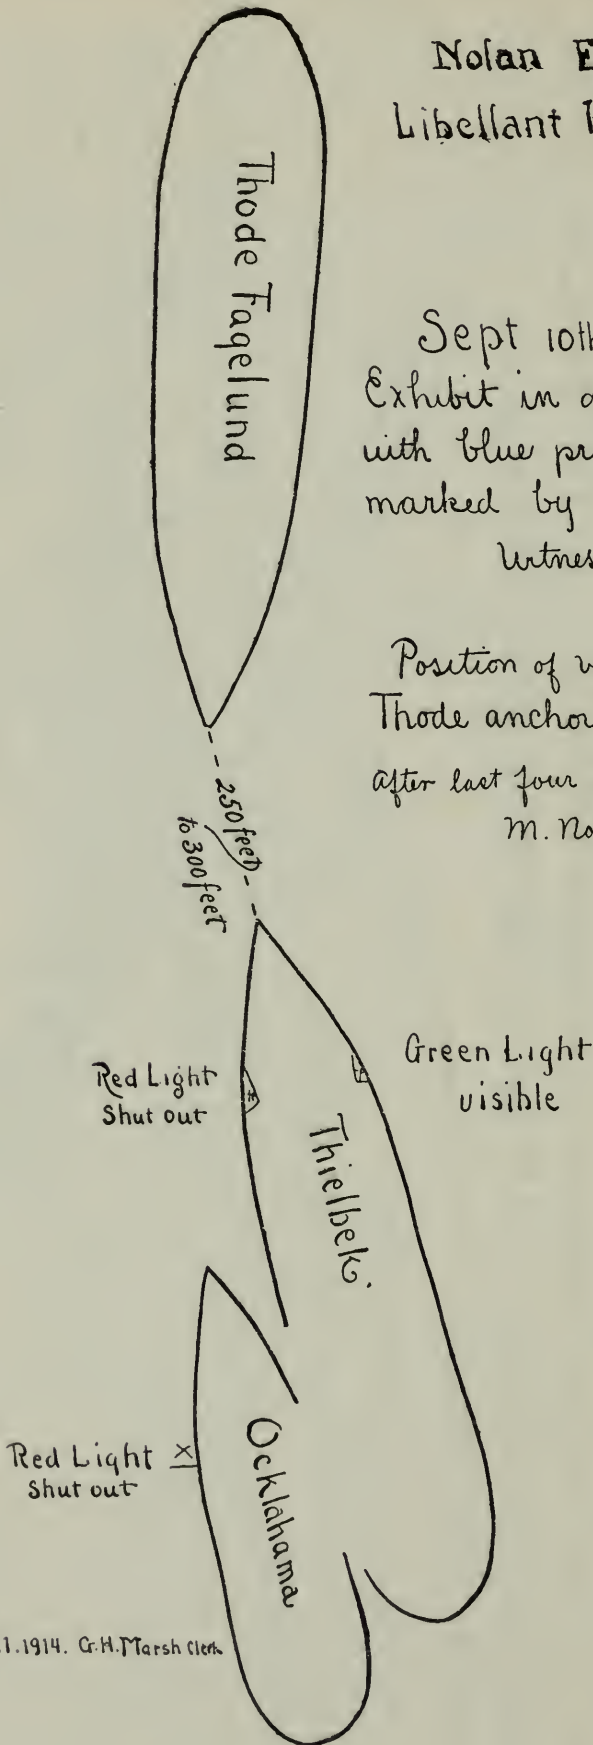 Nolan E
Libellant
Thode Fagelund
Sept 10th
Exhibit in
with blue pr
marked by
Witnes
Position of
Thode anchor
After last four
M. No
250 feet
to 300 feet
Green Light
visible
Red Light
Shut out
Thielbek.
Red Light X
Shut out
Ocklahama
.1.1914. G.H. Marsh Clerk